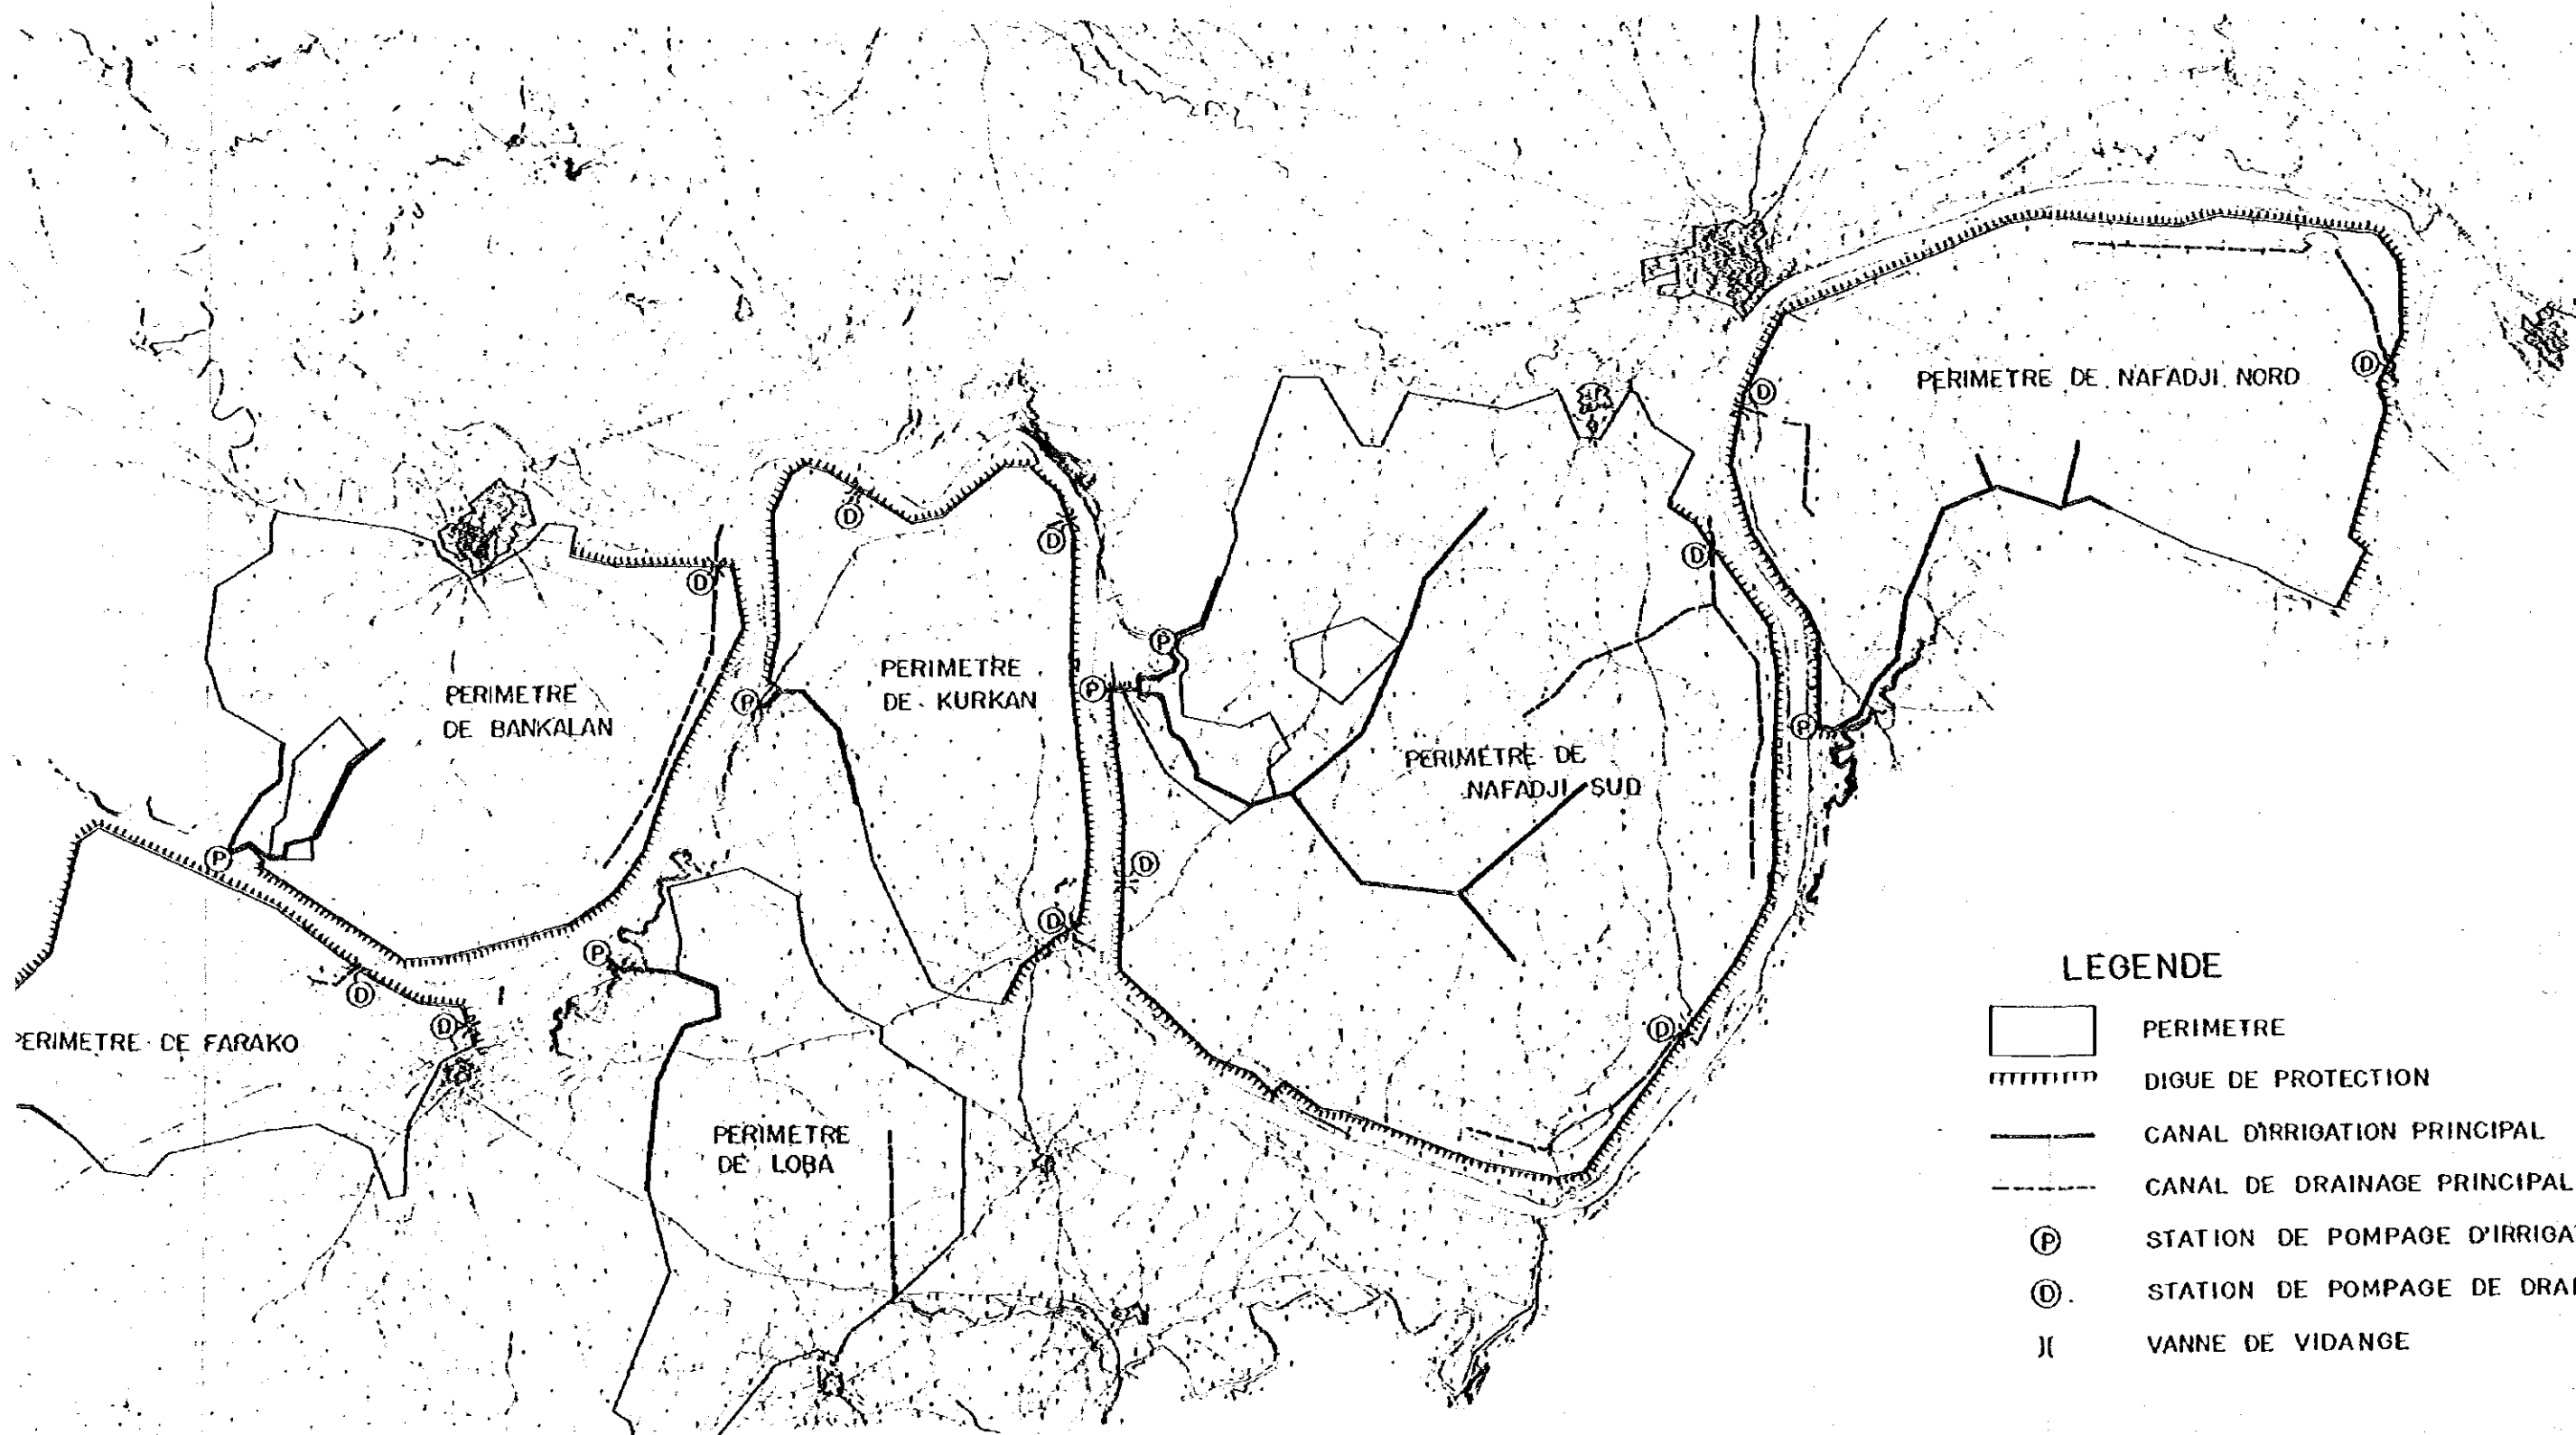 PERIMETRE DE NAFADJI NORD
D
D
D
D
D
D
P
PERIMETRE
DE KURKAN
P
PERIMETRE
DE BANKALAN
P
P
PERIMETRE DE
NAFADJI SUD
P
D
D
P
D
D
D
PERIMETRE DE FARAKO
PERIMETRE
DE LOBA
LEGENDE
PERIMETRE
DIGUE DE PROTECTION
CANAL D'IRRIGATION PRINCIPAL
CANAL DE DRAINAGE PRINCIPAL
P STATION DE POMPAGE D'IRRIGAT
D STATION DE POMPAGE DE DRAI
VANNE DE VIDANGE